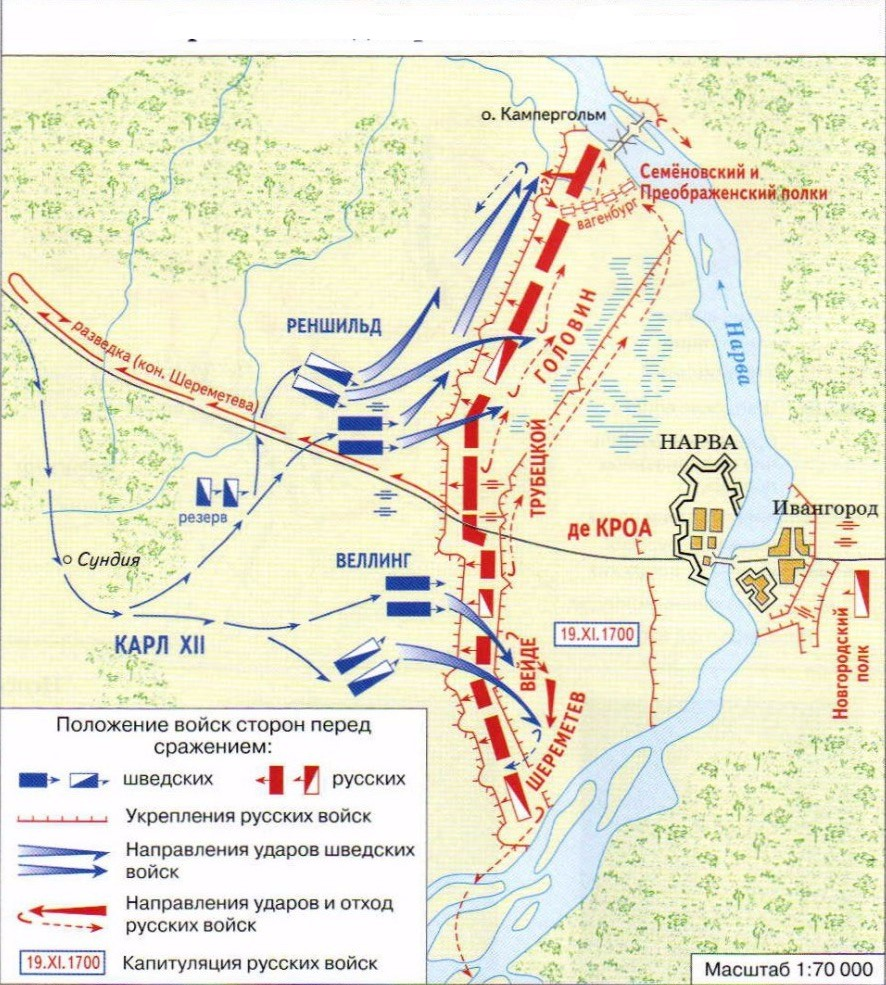 о. Кампергольм
Семёновский и
Преображенский полки
вагенбург
РЕНШИЛЬД
ГОЛОВИН
Нарва
разведка (кон. Шереметева)
ТРУБЕЦКОЙ
НАРВА
резерв
Ивангород
де КРОА
Сундия
ВЕЛЛИНГ
19.XI.1700
КАРЛ XII
ВЕЙДЕ
Новгородский
полк
ШЕРЕМЕТЕВ
Положение войск сторон перед
сражением:
шведских
русских
Укрепления русских войск
Направления ударов шведских
войск
Направления ударов и отход
русских войск
19.XI.1700
Капитуляция русских войск
Масштаб 1:70 000